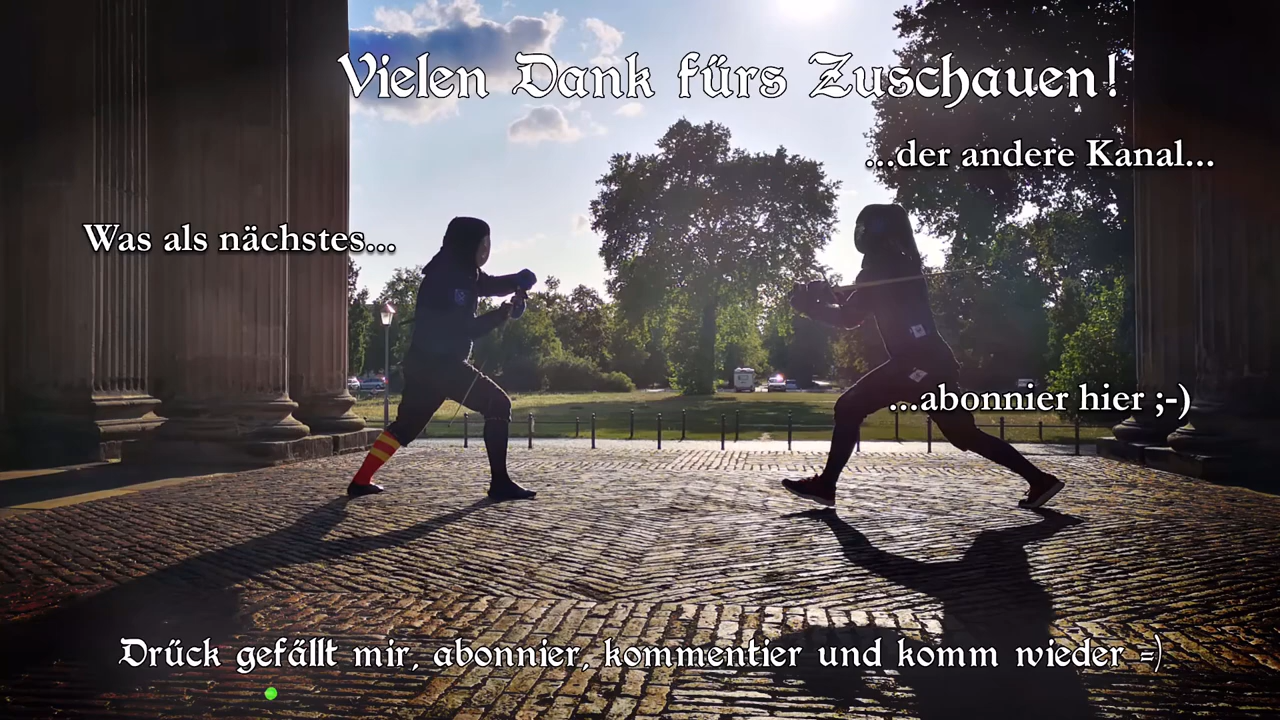 Vielen Dank fürs Zuschauen!
...der andere Kanal...
Was als nächstes...
...abonnier hier ;-)
Drück gefällt mir, abonnier, kommentier und komm wieder =)